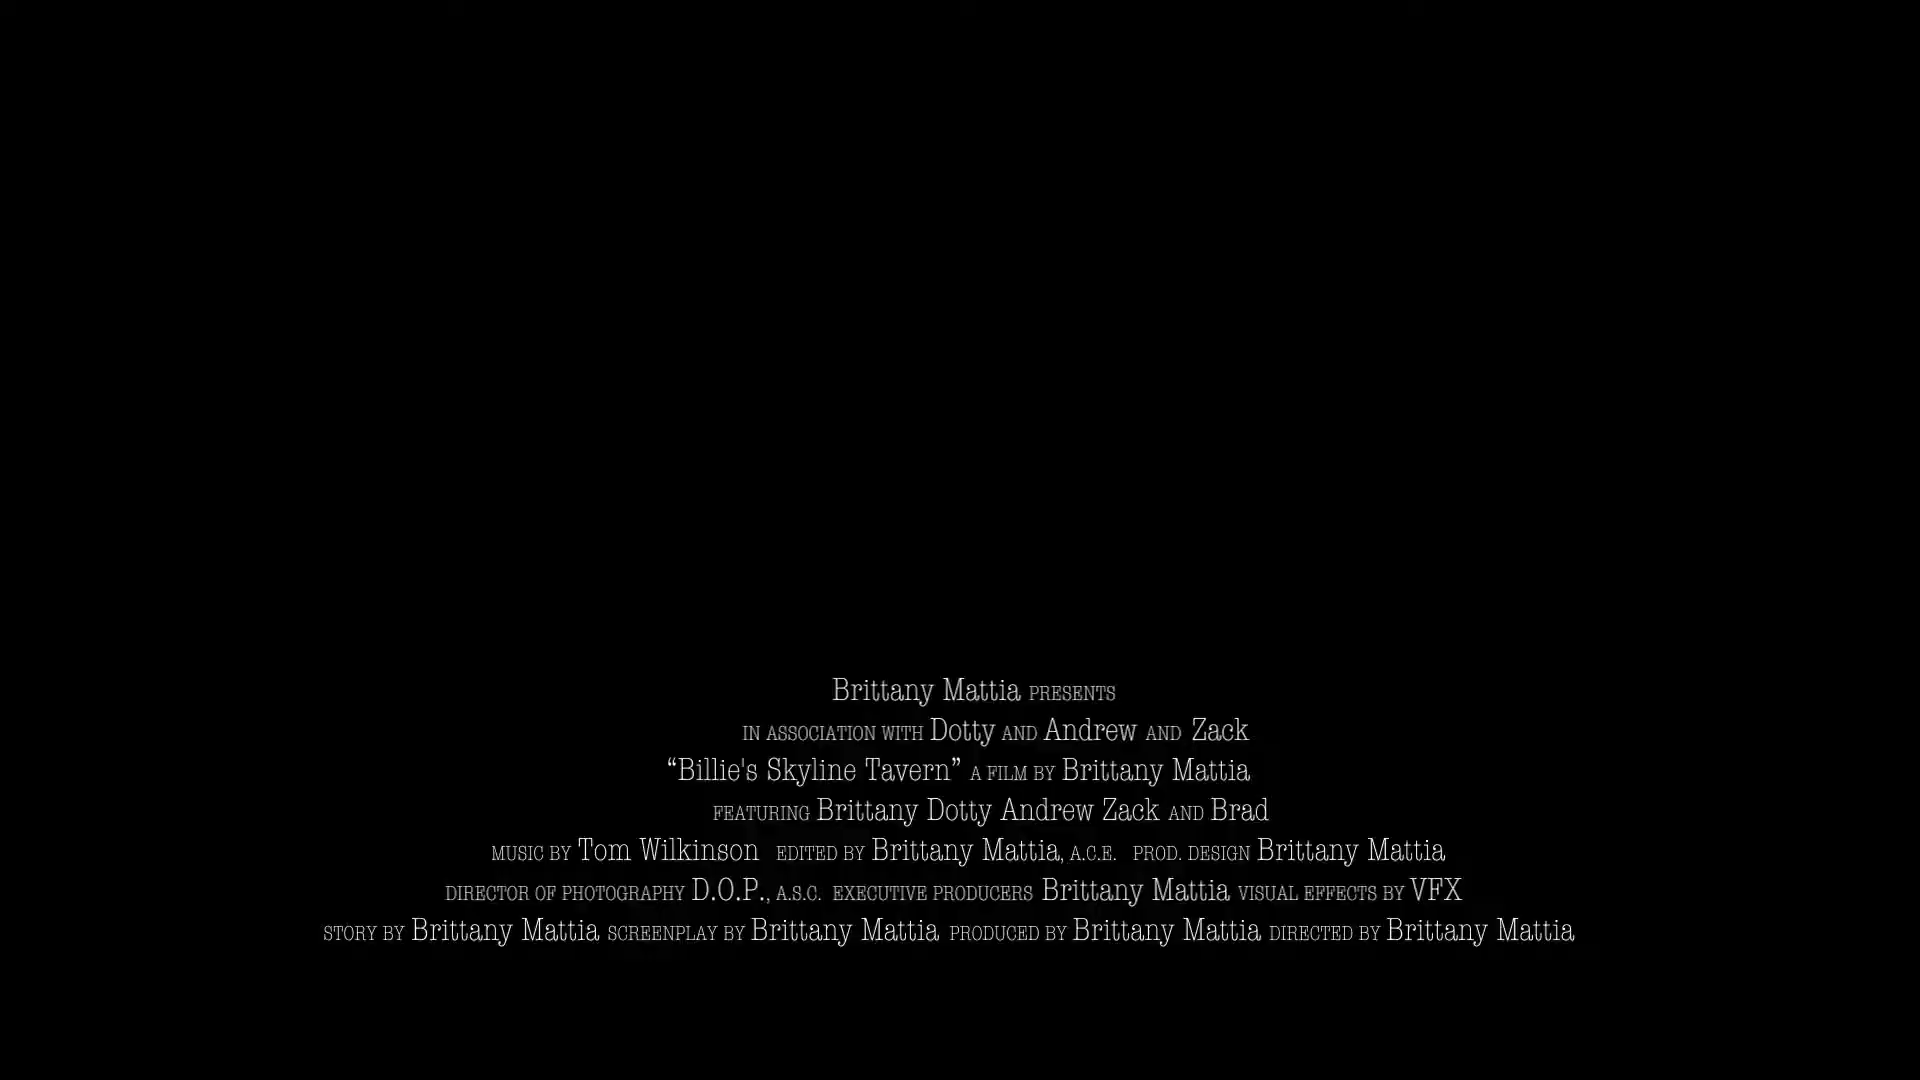 Brittany Mattia PRESENTS
IN ASSOCIATION WITH Dotty AND Andrew AND Zack
“Billie's Skyline Tavern” A FILM BY Brittany Mattia
FEATURING Brittany Dotty Andrew Zack AND Brad
MUSIC BY Tom Wilkinson EDITED BY Brittany Mattia, A.C.E. PROD. DESIGN Brittany Mattia
DIRECTOR OF PHOTOGRAPHY D.O.P., A.S.C. EXECUTIVE PRODUCERS Brittany Mattia VISUAL EFFECTS BY VFX
STORY BY Brittany Mattia SCREENPLAY BY Brittany Mattia PRODUCED BY Brittany Mattia DIRECTED BY Brittany Mattia